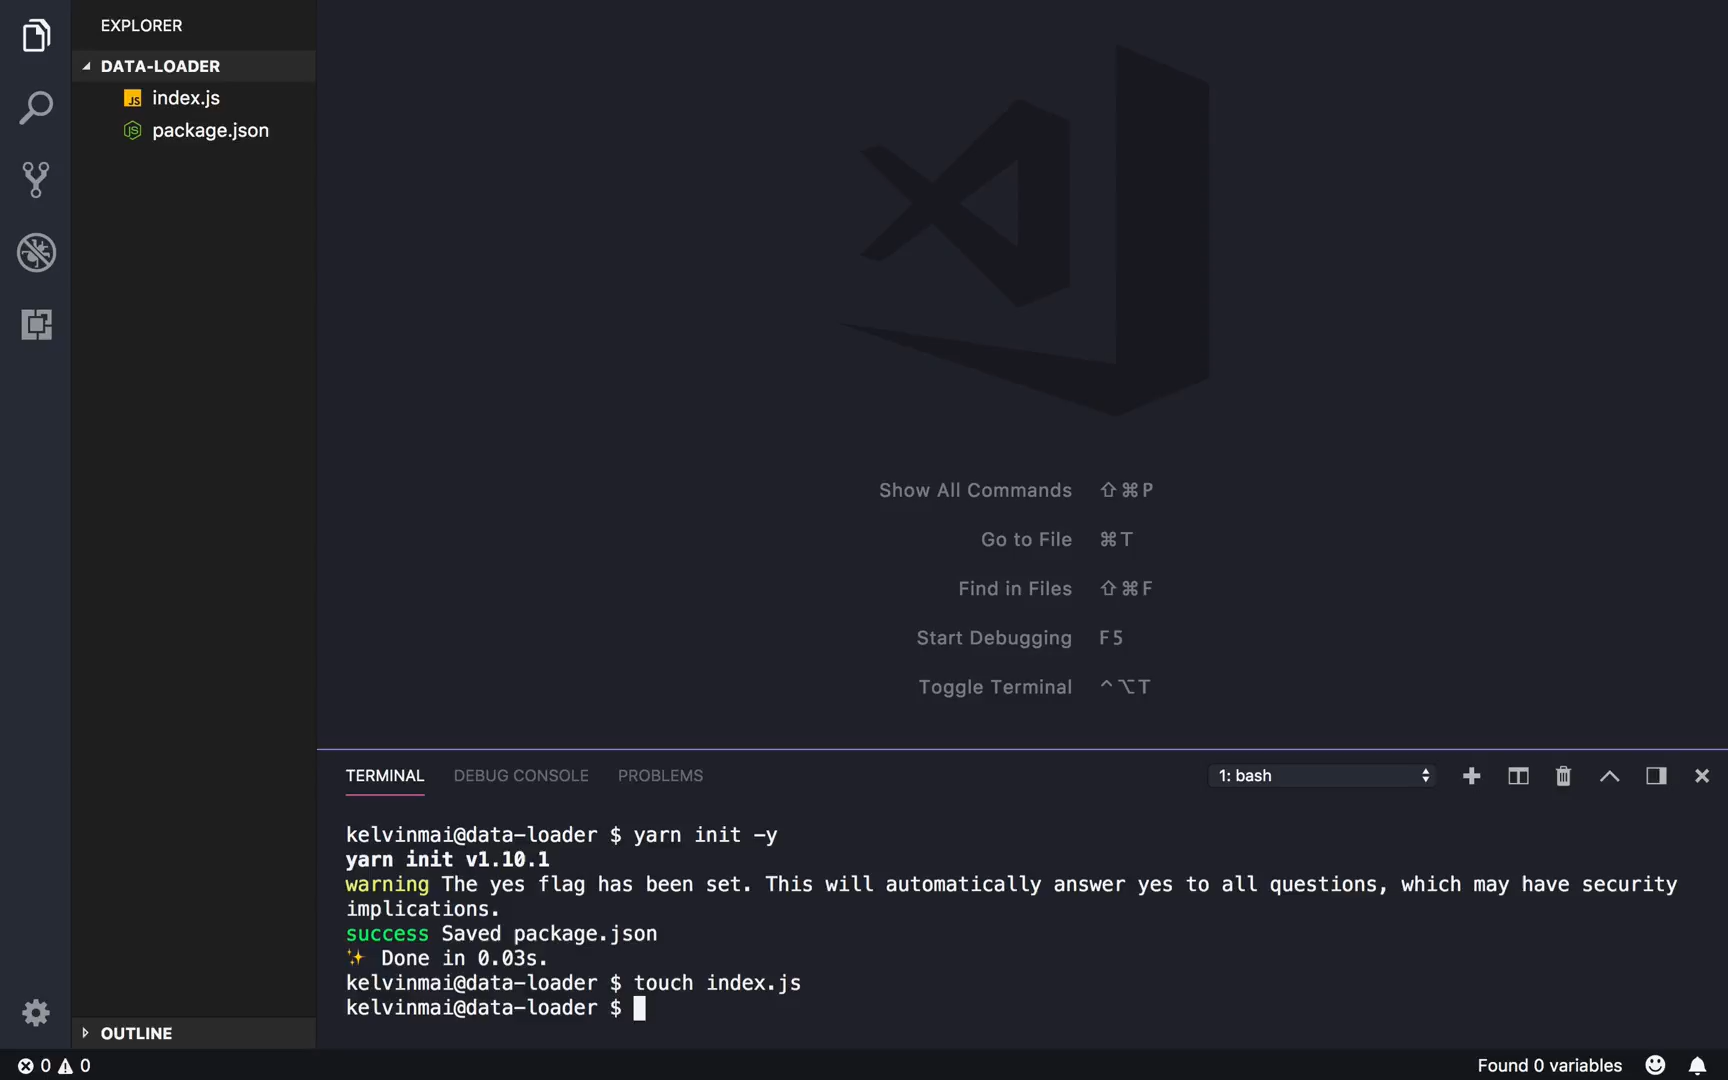 EXPLORER
DATA-LOADER
JS index.js
JS package.json
Show All Commands ⇧⌘P
Go to File ⌘T
Find in Files ⇧⌘F
Start Debugging F5
Toggle Terminal ^⌥T
TERMINAL DEBUG CONSOLE PROBLEMS 1: bash
kelvinmai@data-loader $ yarn init -y
yarn init v1.10.1
warning The yes flag has been set. This will automatically answer yes to all questions, which may have security
implications.
success Saved package.json
✨ Done in 0.03s.
kelvinmai@data-loader $ touch index.js
kelvinmai@data-loader $
OUTLINE
0 0 Found 0 variables